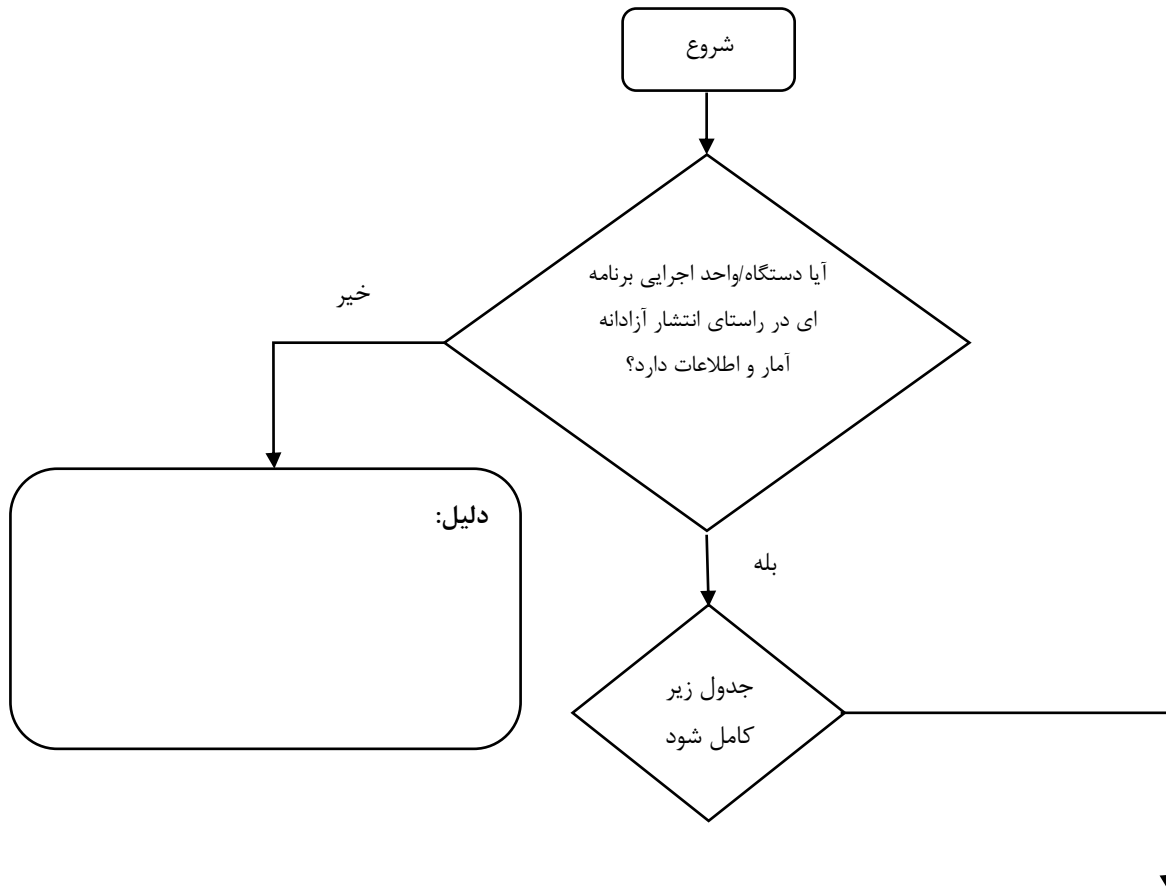 شروع
آیا دستگاه/واحد اجرایی برنامه
ای در راستای انتشار آزادانه
آمار و اطلاعات دارد؟
خیر
دلیل:
بله
جدول زیر
کامل شود